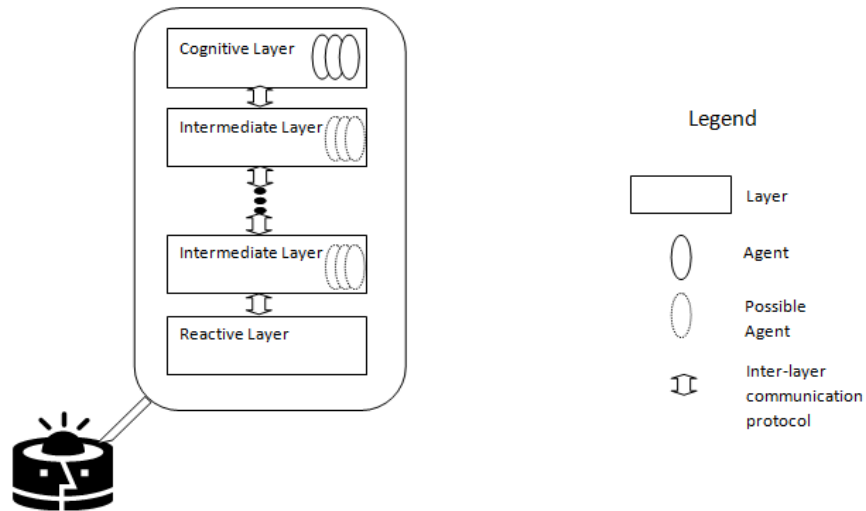 Cognitive Layer
Intermediate Layer
Intermediate Layer
Reactive Layer
Legend
Layer
Agent
Possible
Agent
Inter-layer
communication
protocol